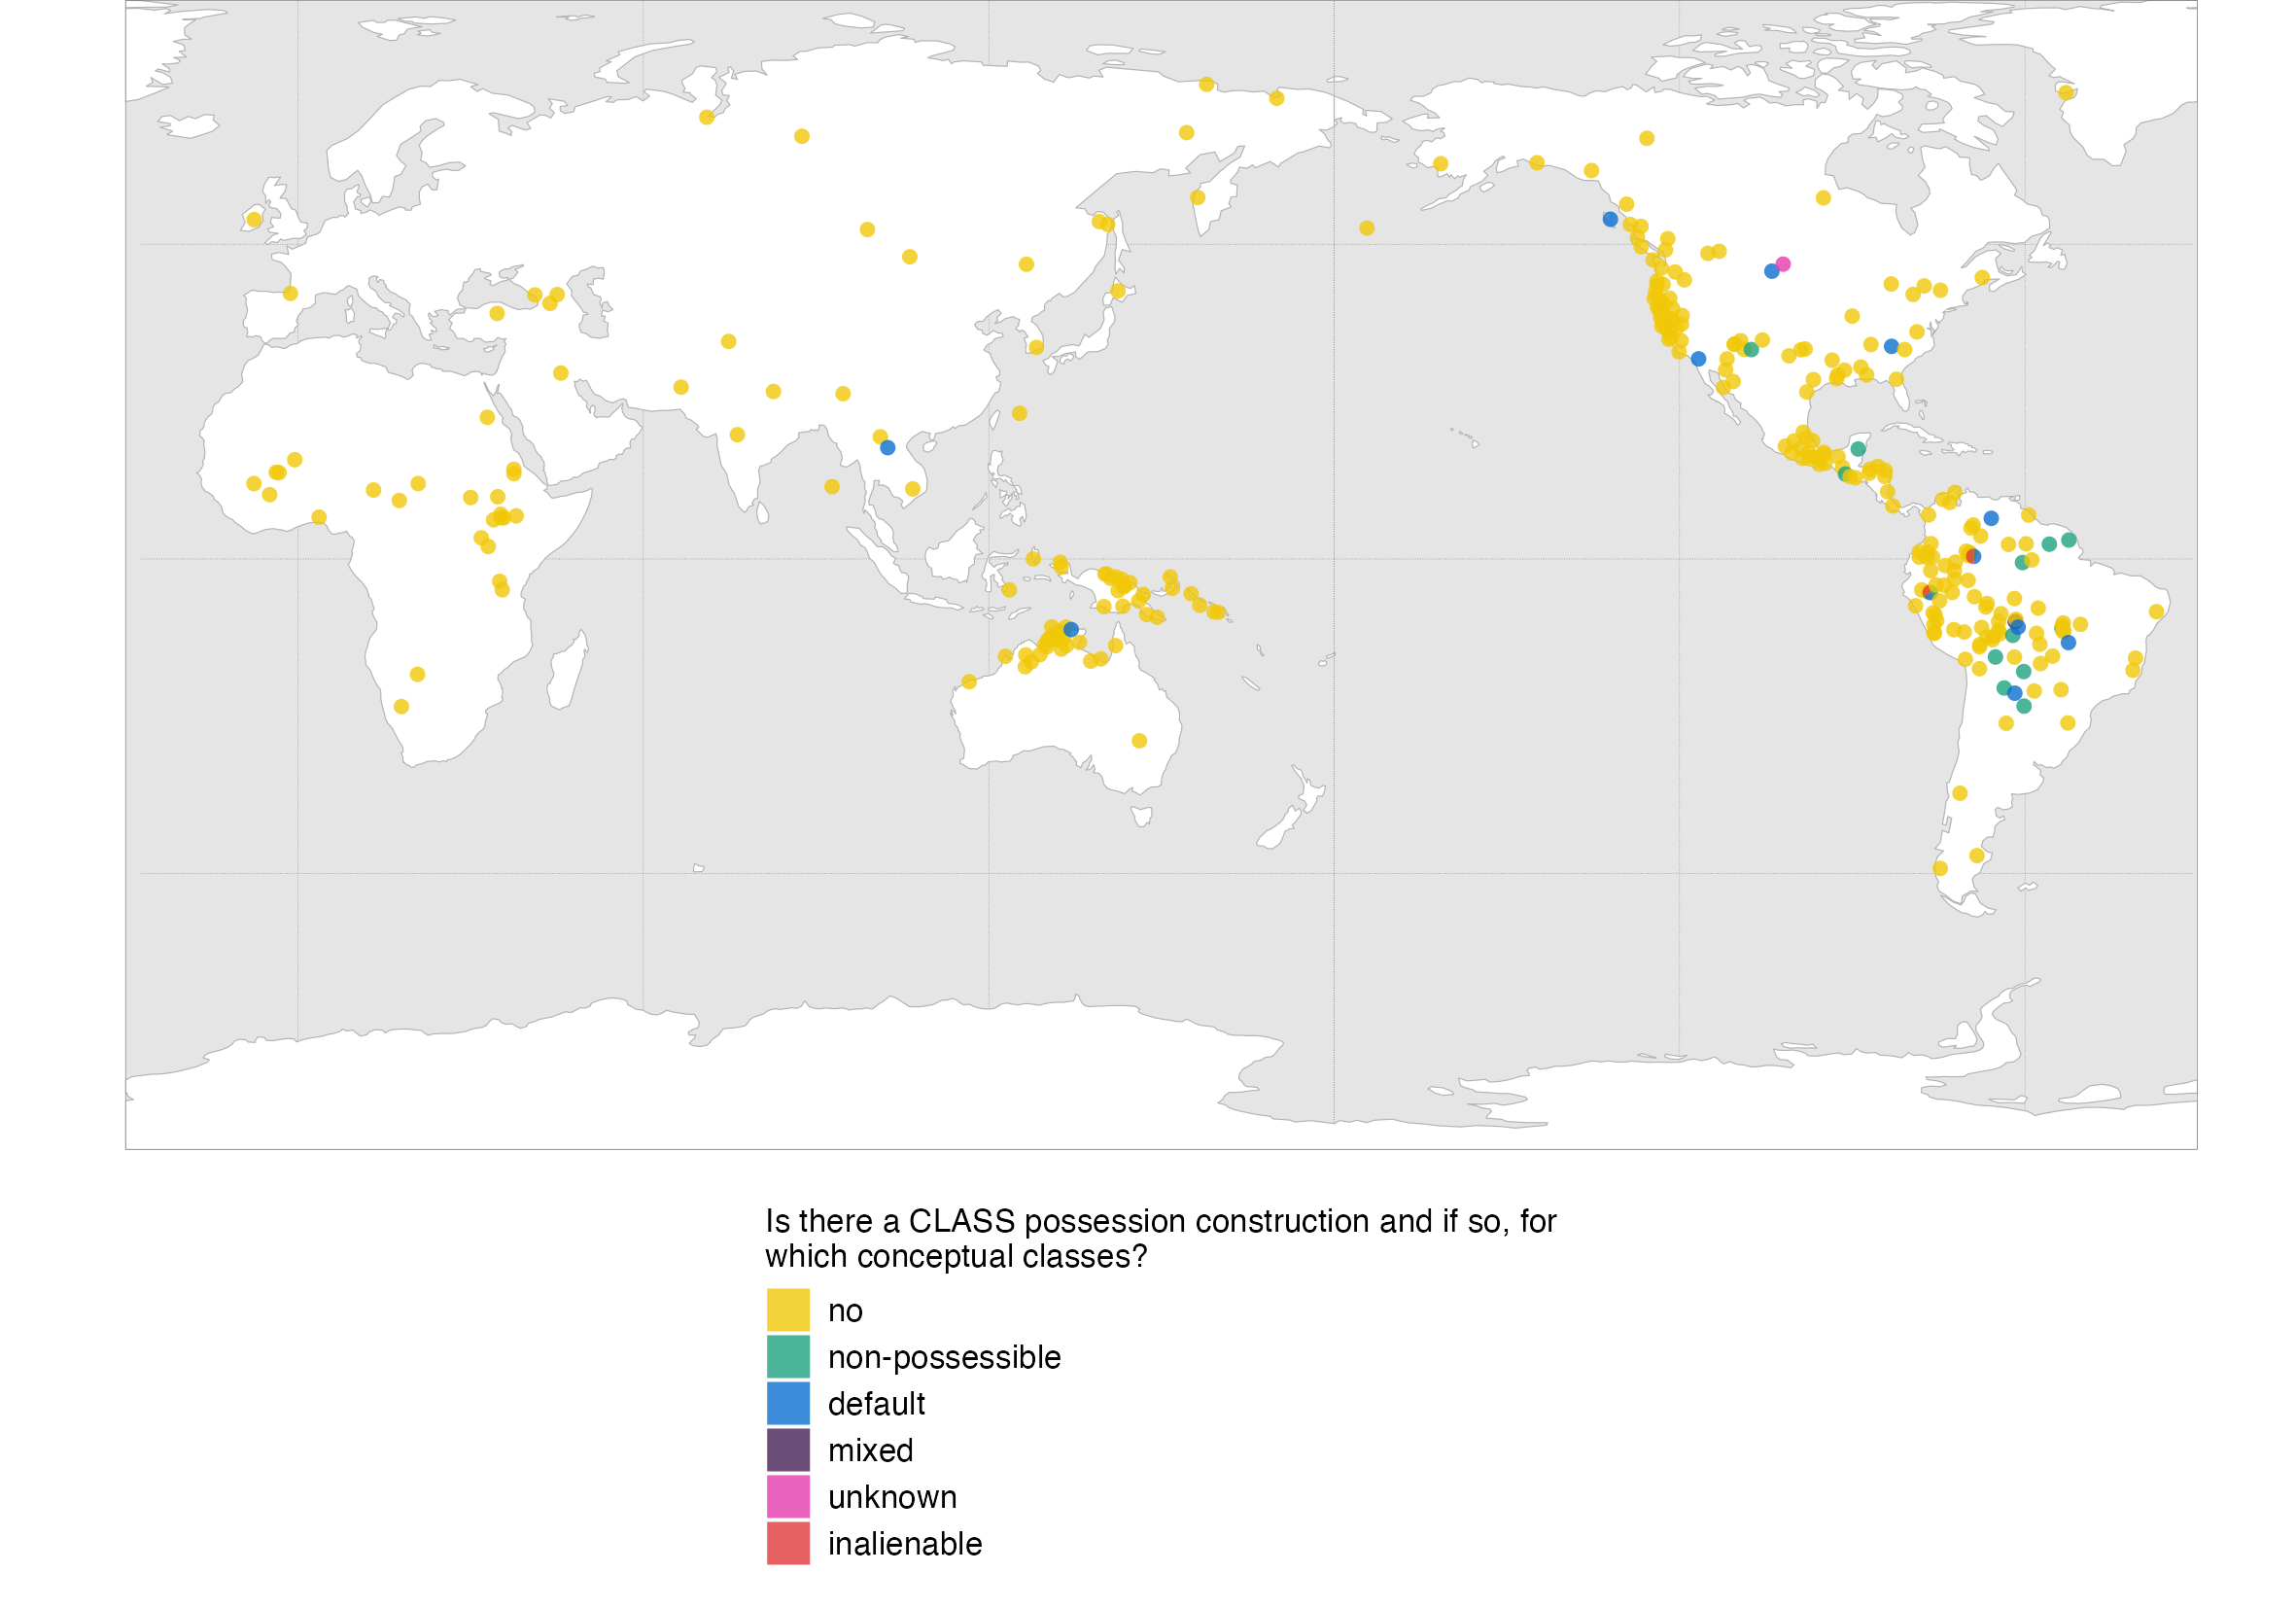 Is there a CLASS possession construction and if so, for
which conceptual classes?
no
non-possessible
default
mixed
unknown
inalienable